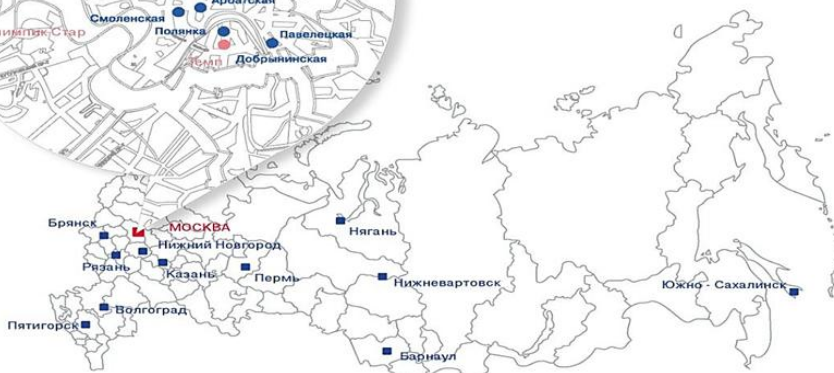 Арбатская
Смоленская
Полянка
Павелецкая
Темп
Добрынинская
Брянск
МОСКВА
Нижний Новгород
Рязань
Казань
Пермь
Нягань
Нижневартовск
Южно - Сахалинск
Волгоград
Пятигорск
Барнаул